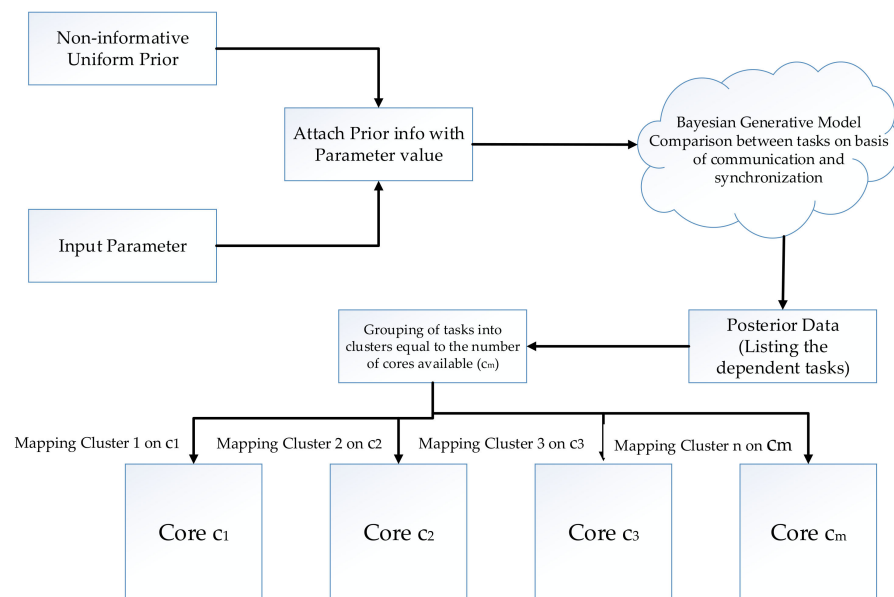 Non-informative
Uniform Prior
Attach Prior info with
Parameter value
Bayesian Generative Model
Comparison between tasks on basis
of communication and
synchronization
Input Parameter
Grouping of tasks into
clusters equal to the number
of cores available (cm)
Posterior Data
(Listing the
dependent tasks)
Mapping Cluster 1 on c1
Mapping Cluster 2 on c2
Mapping Cluster 3 on c3
Mapping Cluster n on cm
Core c1
Core c2
Core c3
Core cm